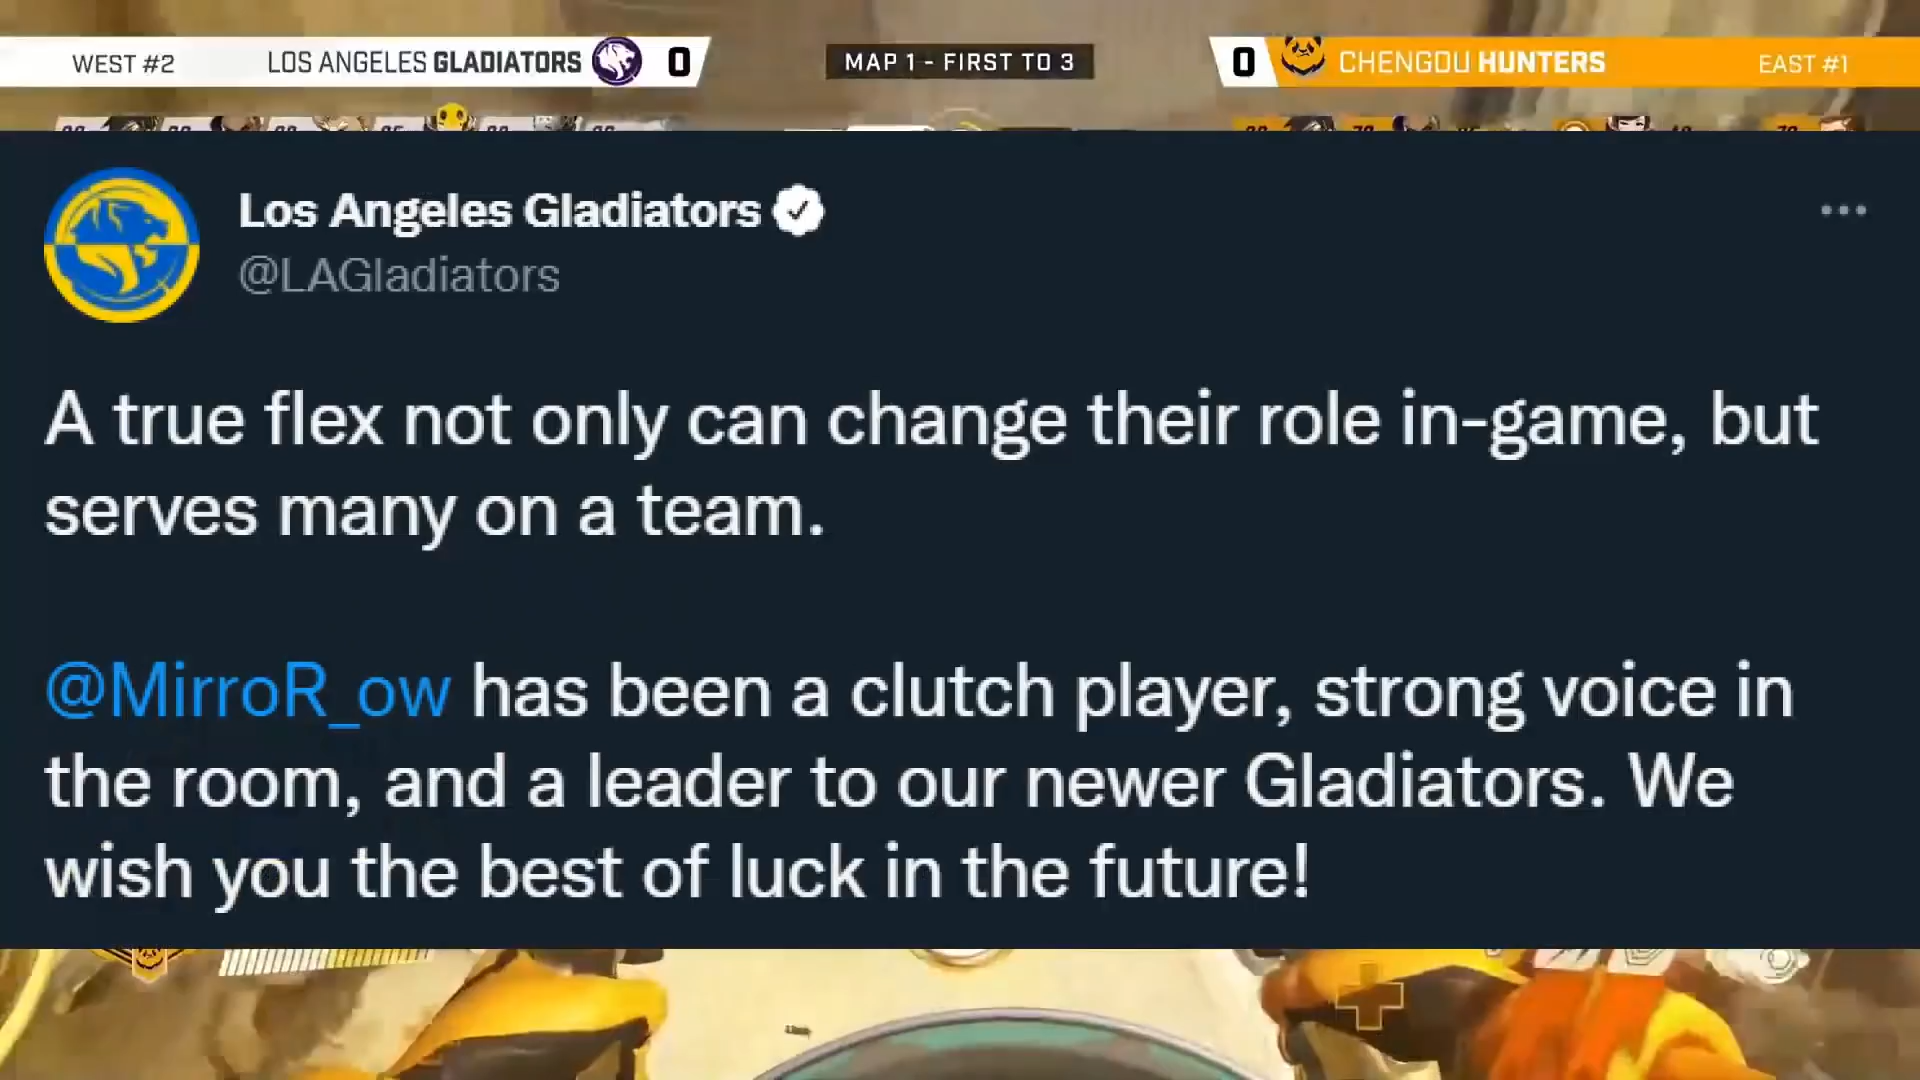 WEST #2 LOS ANGELES GLADIATORS 0 MAP 1 - FIRST TO 3 0 CHENGDU HUNTERS EAST #1
Los Angeles Gladiators
@LAGladiators
A true flex not only can change their role in-game, but
serves many on a team.
@MirroR_ow has been a clutch player, strong voice in
the room, and a leader to our newer Gladiators. We
wish you the best of luck in the future!